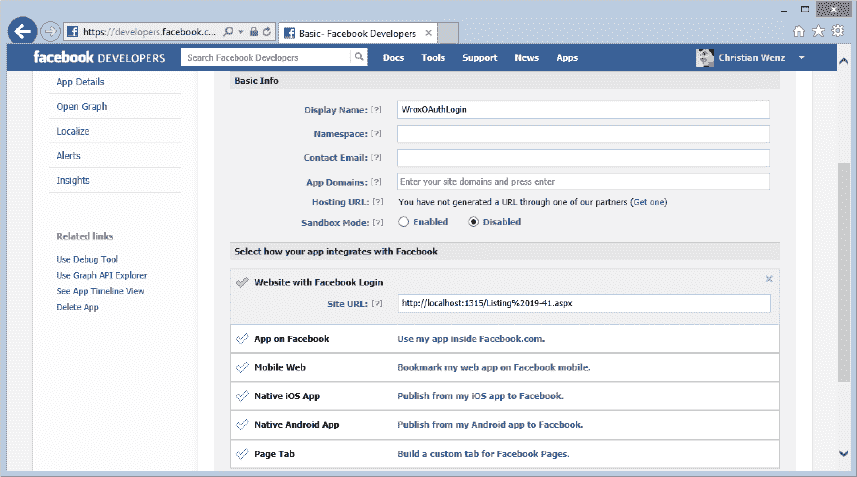 https://developers.facebook.c...
Basic- Facebook Developers
facebook DEVELOPERS
Search Facebook Developers
Docs Tools Support News Apps
Christian Wenz
App Details
Open Graph
Localize
Alerts
Insights
Related links
Use Debug Tool
Use Graph API Explorer
See App Timeline View
Delete App
Basic Info
Display Name: [?] WroxOAuthLogin
Namespace: [?]
Contact Email: [?]
App Domains: [?] Enter your site domains and press enter
Hosting URL: [?] You have not generated a URL through one of our partners (Get one)
Sandbox Mode: [?] Enabled Disabled
Select how your app integrates with Facebook
Website with Facebook Login
Site URL: [?] http://localhost:1315/Listing%2019-41.aspx
App on Facebook Use my app inside Facebook.com.
Mobile Web Bookmark my web app on Facebook mobile.
Native iOS App Publish from my iOS app to Facebook.
Native Android App Publish from my Android app to Facebook.
Page Tab Build a custom tab for Facebook Pages.